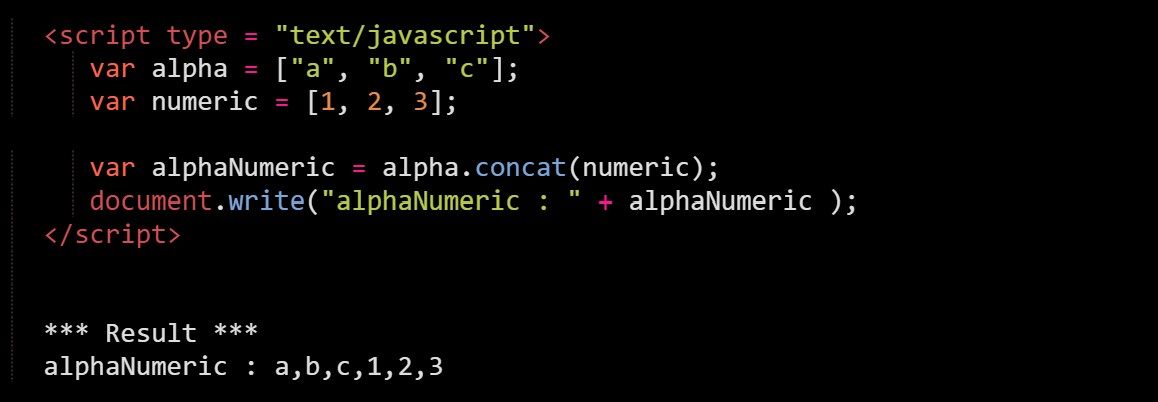 <script type = "text/javascript">
var alpha = ["a", "b", "c"];
var numeric = [1, 2, 3];
var alphaNumeric = alpha.concat(numeric);
document.write("alphaNumeric : " + alphaNumeric );
</script>
*** Result ***
alphaNumeric : a,b,c,1,2,3